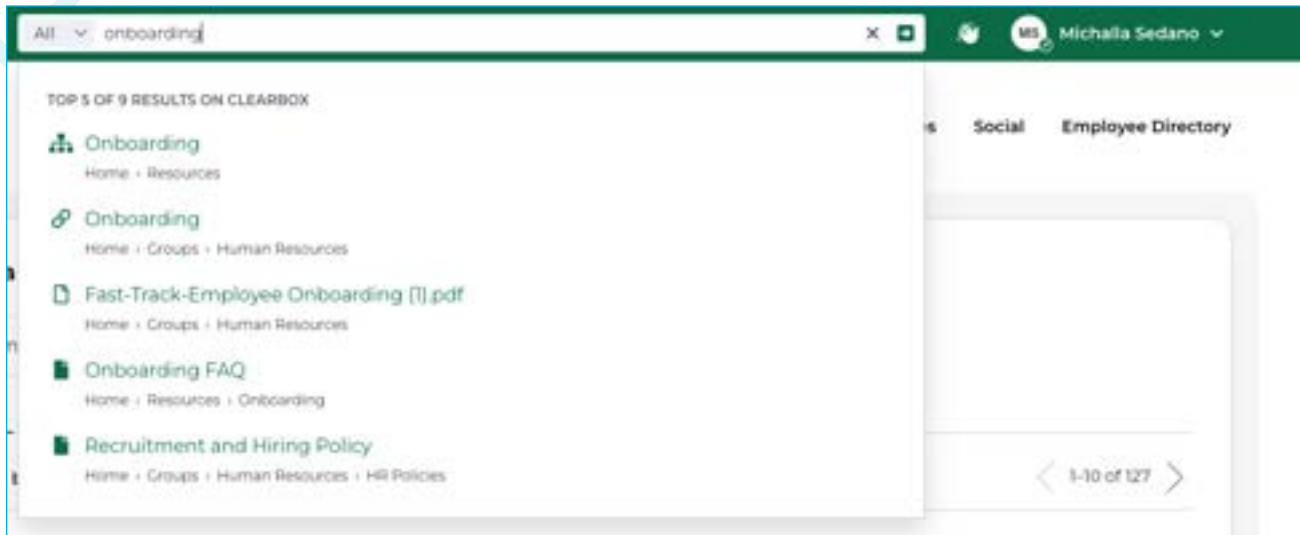 All onboarding
MIS Michalla Sedano
TOP 5 OF 9 RESULTS ON CLEARBOX
Social Employee Directory
Onboarding
Home › Resources
Onboarding
Home › Groups › Human Resources
Fast-Track-Employee Onboarding [1].pdf
Home › Groups › Human Resources
Onboarding FAQ
Home › Resources › Onboarding
Recruitment and Hiring Policy
Home › Groups › Human Resources › HR Policies
1-10 of 127